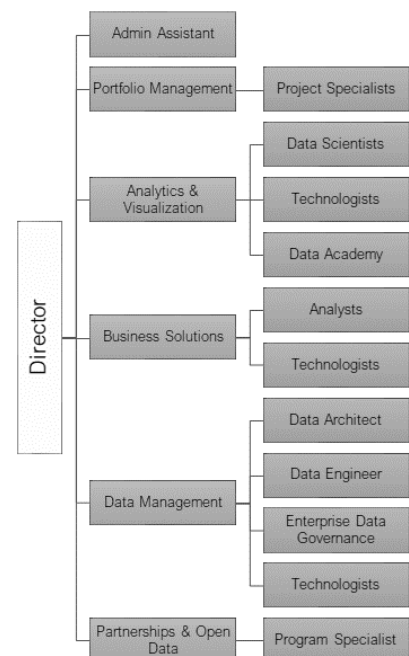 Director
Admin Assistant
Portfolio Management
Project Specialists
Analytics &
Visualization
Data Scientists
Technologists
Data Academy
Business Solutions
Analysts
Technologists
Data Management
Data Architect
Data Engineer
Enterprise Data
Governance
Technologists
Partnerships & Open
Data
Program Specialist